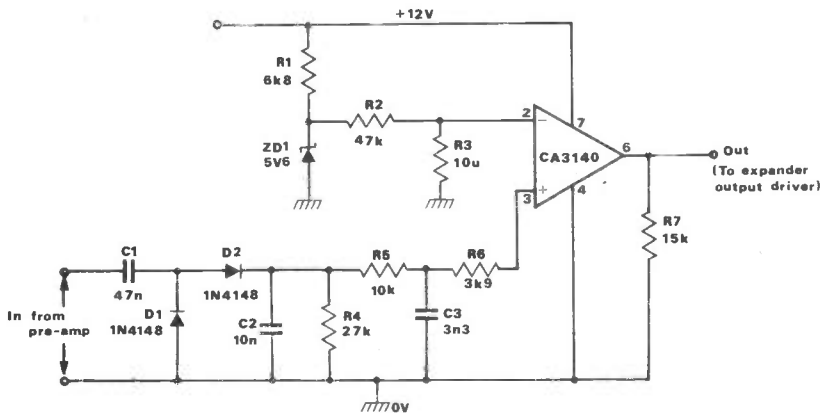 +12V
R1
6k8
R2
47k
ZD1
5V6
R3
10u
2
−
7
CA3140
6
+
3
4
Out
(To expander
output driver)
R7
15k
C1
47n
D2
1N4148
R5
10k
R6
3k9
In from
pre-amp
D1
1N4148
C2
10n
R4
27k
C3
3n3
0V